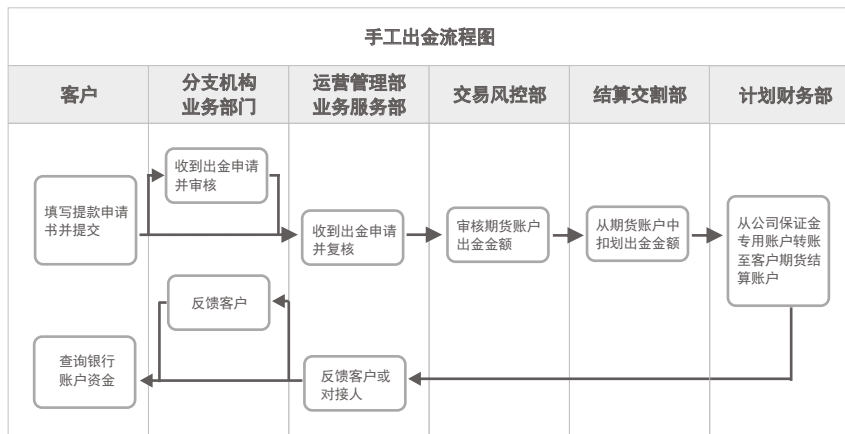 手工出金流程图
客户
分支机构
业务部门
运营管理部
业务服务部
交易风控部
结算交割部
计划财务部
填写提款申请
书并提交
收到出金申请
并审核
收到出金申请
并复核
审核期货账户
出金金额
从期货账户中
扣划出金金额
从公司保证金
专用账户转账
至客户期货结
算账户
反馈客户
查询银行
账户资金
反馈客户或
对接人